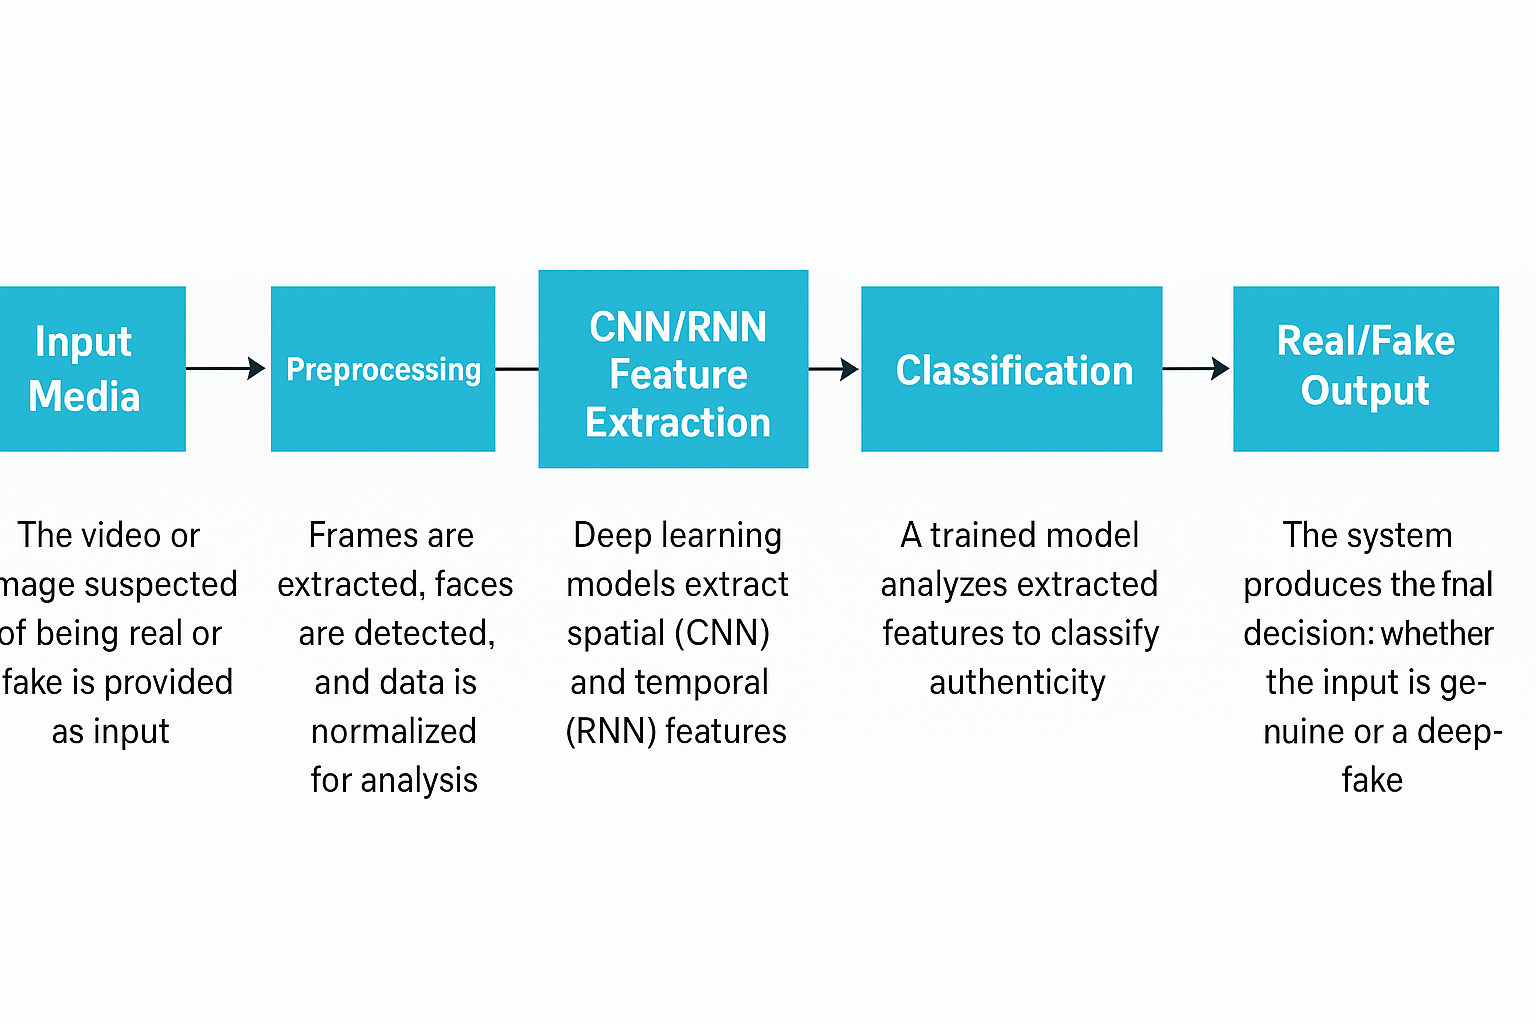 Input
Media
Preprocessing
CNN/RNN
Feature
Extraction
Classification
Real/Fake
Output
The video or
mage suspected
of being real or
fake is provided
as input
Frames are
extracted, faces
are detected,
and data is
normalized
for analysis
Deep learning
models extract
spatial (CNN)
and temporal
(RNN) features
A trained model
analyzes extracted
features to classify
authenticity
The system
produces the fnal
decision: whether
the input is ge-
nuine or a deep-
fake